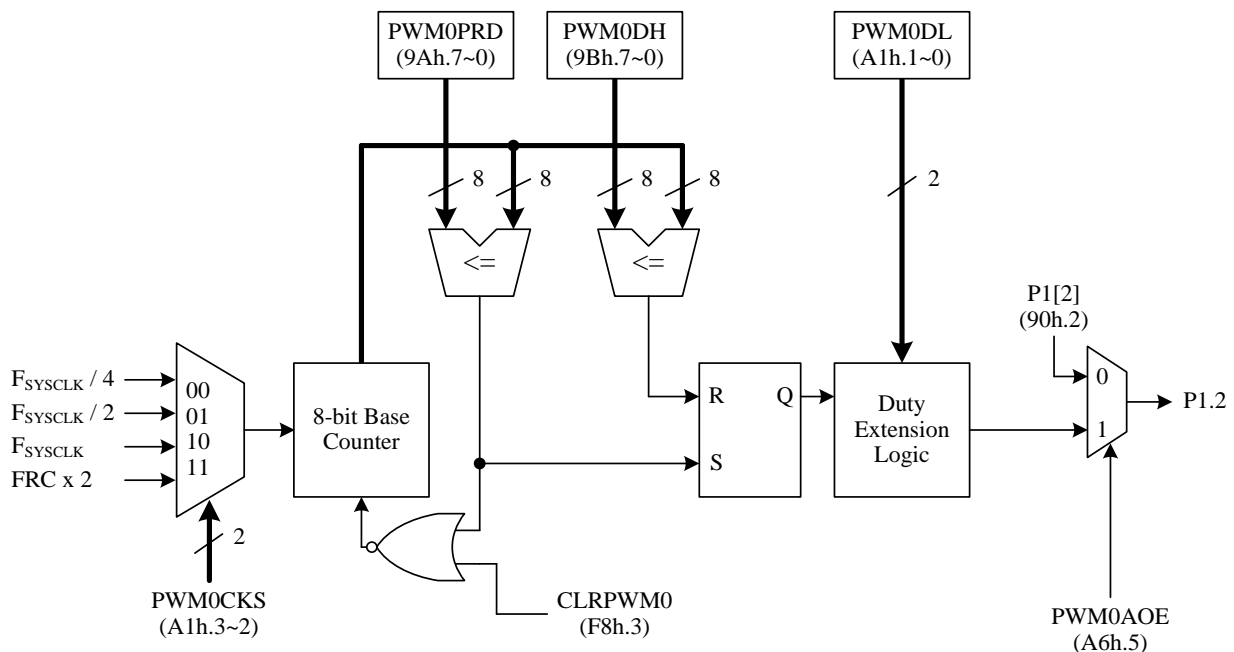 PWM0PRD
(9Ah.7~0)
PWM0DH
(9Bh.7~0)
PWM0DL
(A1h.1~0)
8
8
8
8
2
<=
<=
P1[2]
(90h.2)
FSYSCLK / 4
FSYSCLK / 2
FSYSCLK
FRC x 2
00
01
10
11
8-bit Base
Counter
R
Q
S
Duty
Extension
Logic
0
1
P1.2
2
PWM0CKS
(A1h.3~2)
CLRPWM0
(F8h.3)
PWM0AOE
(A6h.5)